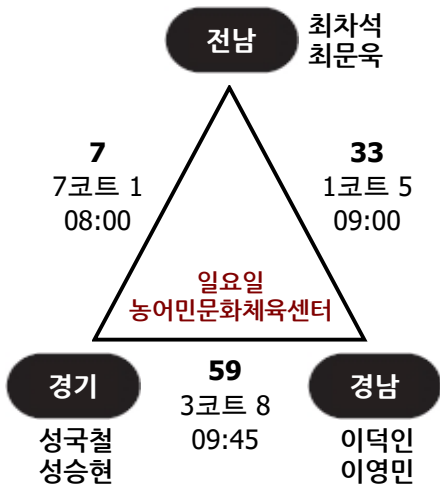 전남
최차석
최문욱
7
7코트 1
08:00
33
1코트 5
09:00
일요일
농어민문화체육센터
경기
성국철
성승현
59
3코트 8
09:45
경남
이덕인
이영민